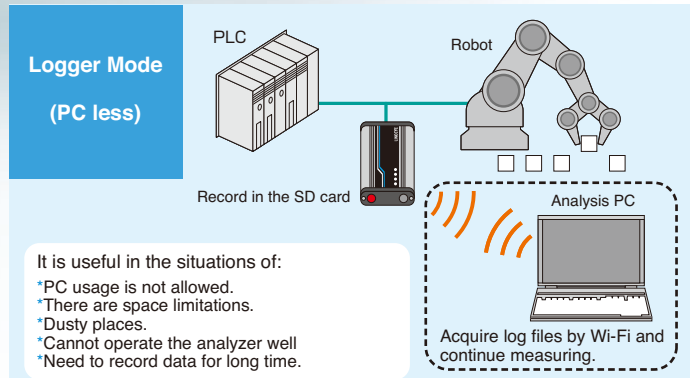 Logger Mode
(PC less)
PLC
Robot
Record in the SD card
Analysis PC
Acquire log files by Wi-Fi and
continue measuring.
It is useful in the situations of:
*PC usage is not allowed.
*There are space limitations.
*Dusty places.
*Cannot operate the analyzer well
*Need to record data for long time.